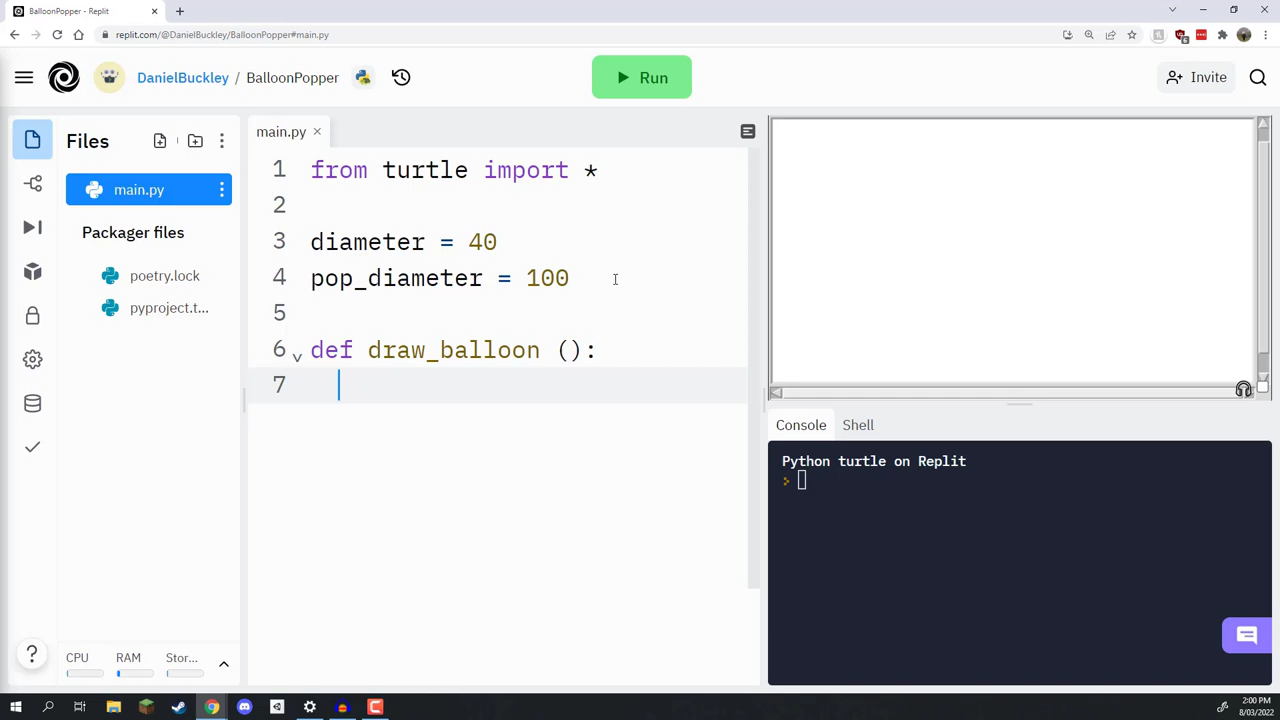 BalloonPopper - Replit
replit.com/@DanielBuckley/BalloonPopper#main.py
DanielBuckley / BalloonPopper
Run
Invite
Files
main.py
Packager files
poetry.lock
pyproject.t...
CPU RAM Stor...
main.py
1 from turtle import *
2
3 diameter = 40
4 pop_diameter = 100
5
6 def draw_balloon ():
7
Console Shell
Python turtle on Replit
2:00 PM
8/03/2022